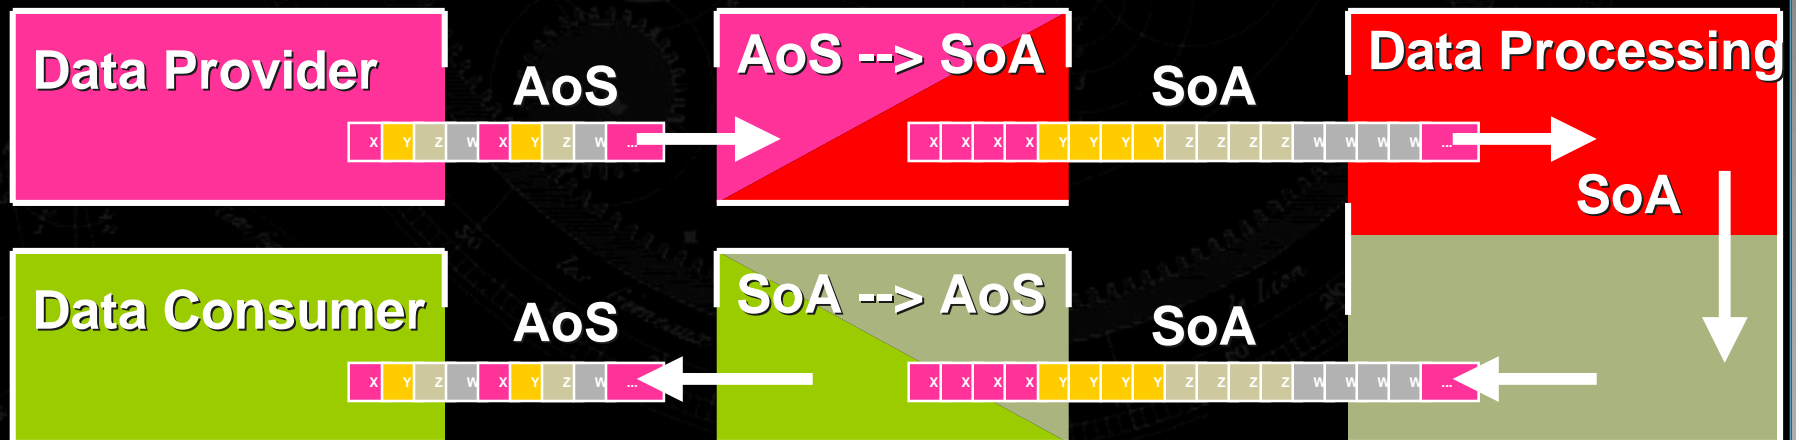 Data Provider
AoS
AoS --> SoA
SoA
Data Processing
X Y Z W X Y Z W ...
X X X X Y Y Y Y Z Z Z Z W W W W ...
SoA
Data Consumer
AoS
SoA --> AoS
SoA
X Y Z W X Y Z W ...
X X X X Y Y Y Y Z Z Z Z W W W W ...